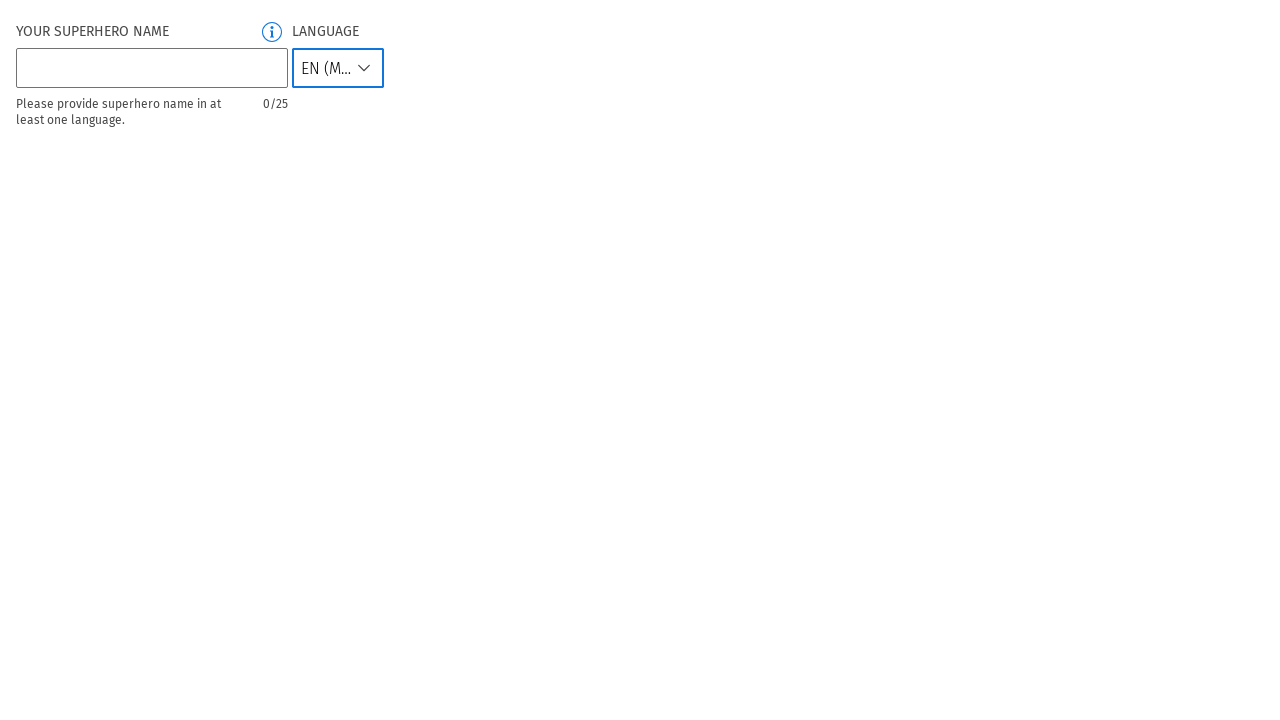 YOUR SUPERHERO NAME
LANGUAGE
EN (M...
Please provide superhero name in at
least one language.
0/25